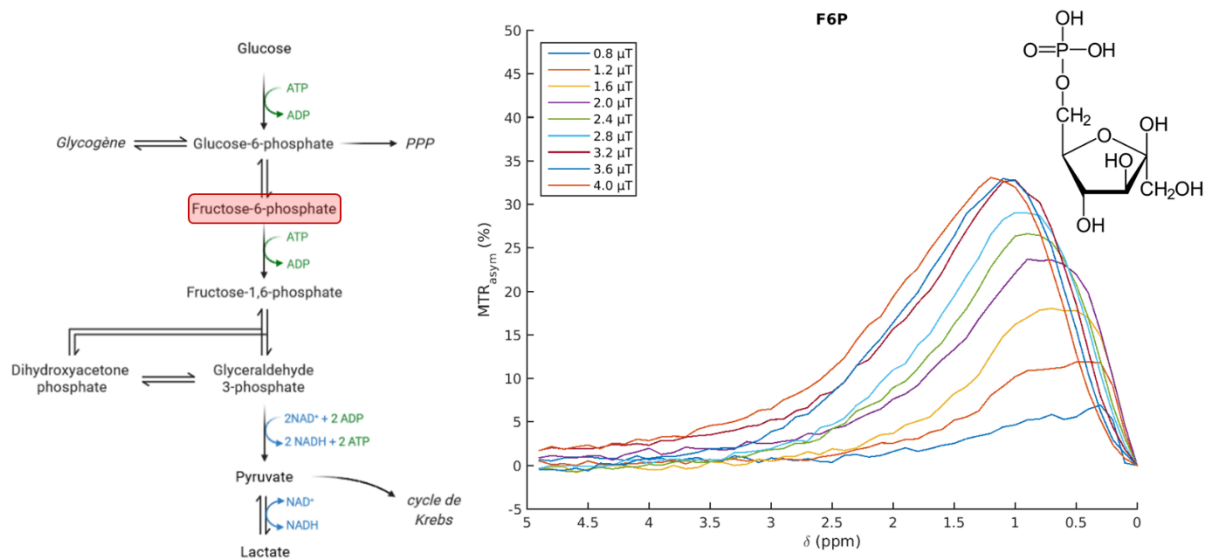 Glucose
ATP
ADP
Glycogène
Glucose-6-phosphate
PPP
Fructose-6-phosphate
ATP
ADP
Fructose-1,6-phosphate
Dihydroxyacetone
phosphate
Glyceraldehyde
3-phosphate
2NAD⁺ + 2 ADP
2 NADH + 2 ATP
Pyruvate
NAD⁺
NADH
cycle de
Krebs
Lactate
F6P
50
45
40
35
30
25
20
15
10
5
0
-5
MTRasym (%)
0.8 µT
1.2 µT
1.6 µT
2.0 µT
2.4 µT
2.8 µT
3.2 µT
3.6 µT
4.0 µT
5
4.5
4
3.5
3
2.5
2
1.5
1
0.5
0
δ (ppm)
OH
O=P-OH
O
CH₂
O
OH
HO
HO
CH₂OH
OH